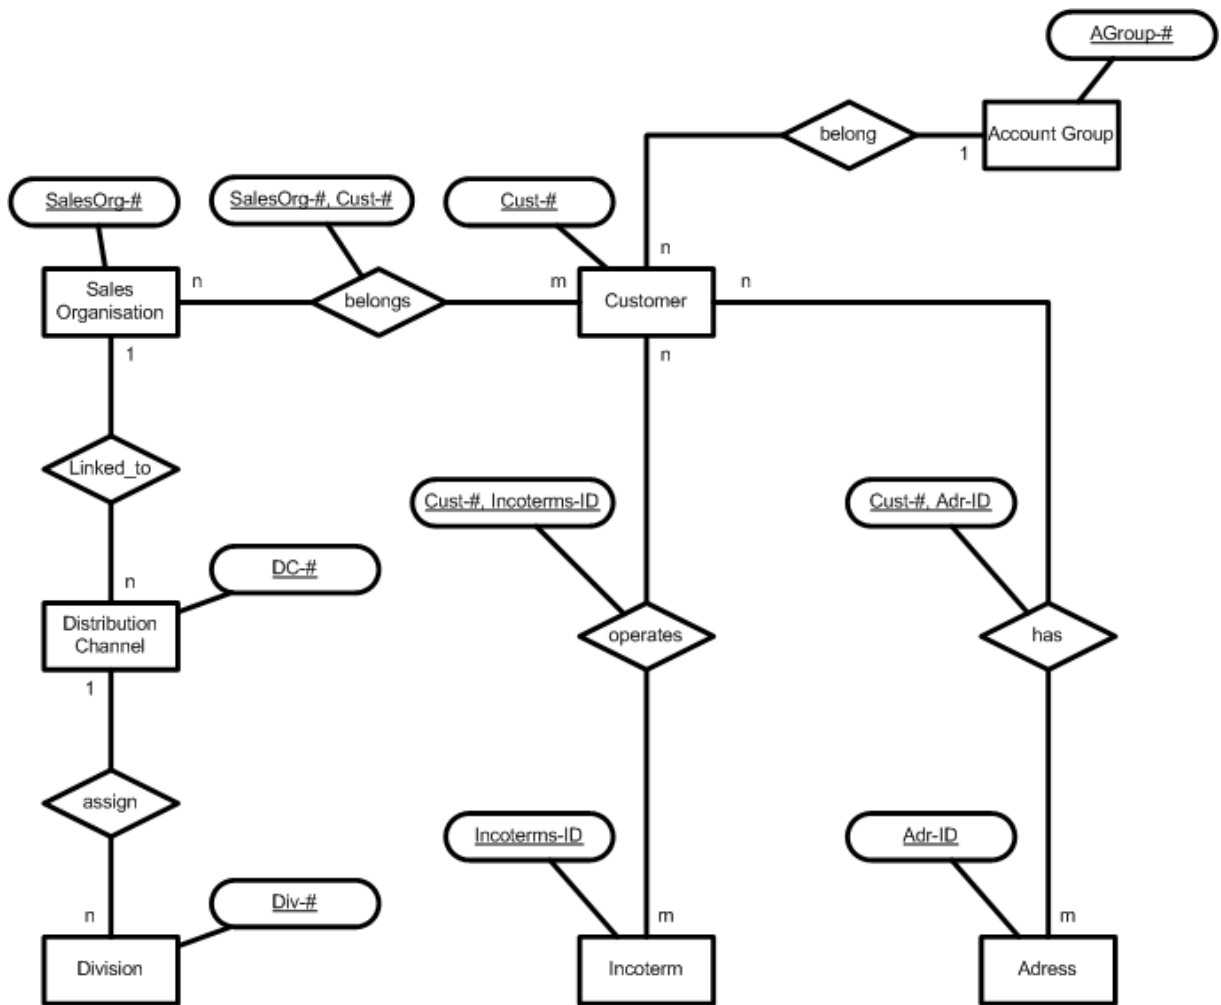 AGroup-#
belong
Account Group
1
SalesOrg-#
SalesOrg-#, Cust-#
Cust-#
n
Sales
Organisation
n
belongs
m
Customer
n
1
n
Linked_to
Cust-#, Incoterms-ID
Cust-#, Adr-ID
DC-#
n
Distribution
Channel
operates
has
1
assign
Incoterms-ID
Adr-ID
Div-#
n
m
m
Division
Incoterm
Adress